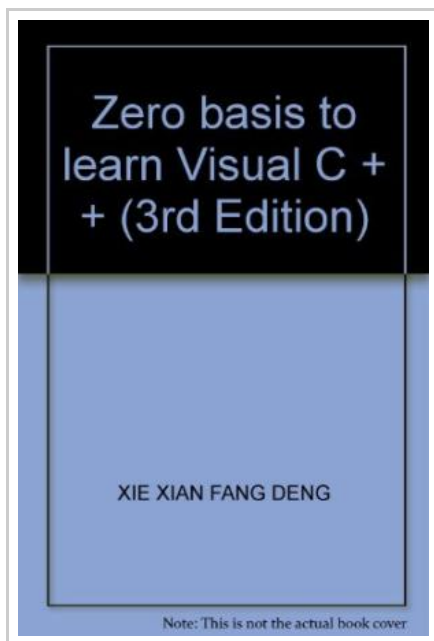 Zero basis to
learn Visual C +
+ (3rd Edition)
XIE XIAN FANG DENG
Note: This is not the actual book cover